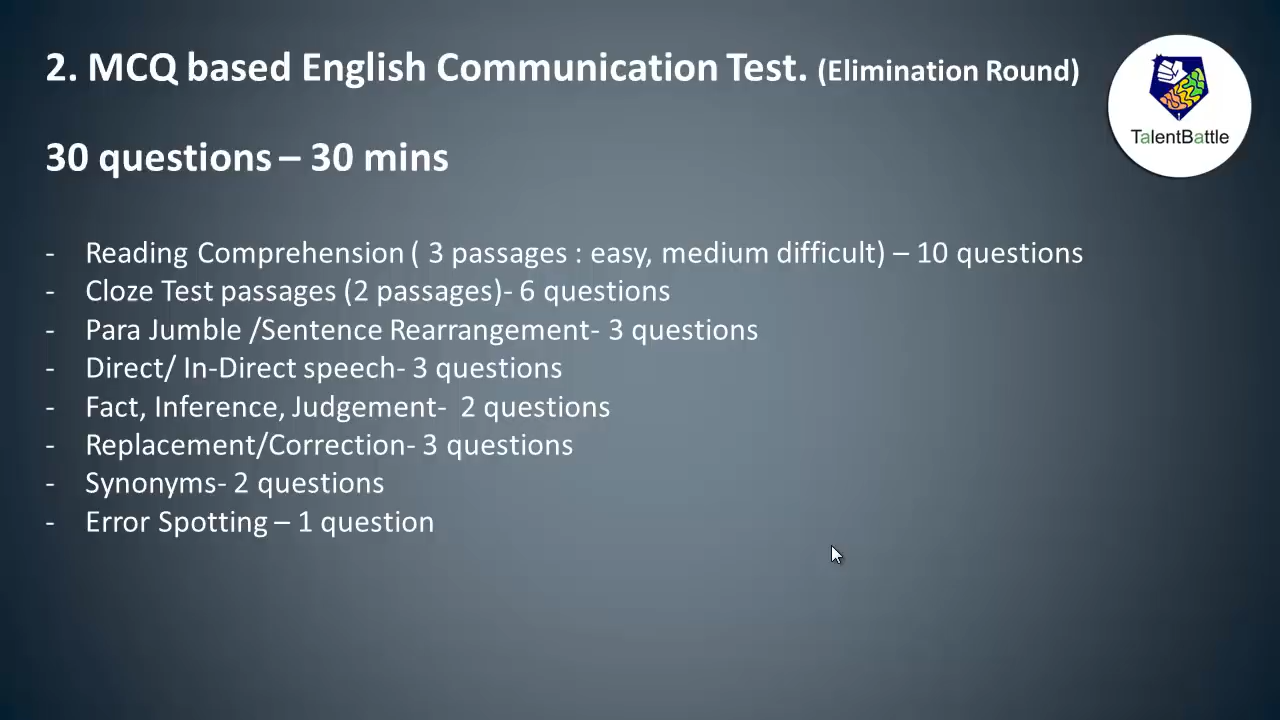 2. MCQ based English Communication Test. (Elimination Round)
TalentBattle
30 questions – 30 mins
- Reading Comprehension ( 3 passages : easy, medium difficult) – 10 questions
- Cloze Test passages (2 passages)- 6 questions
- Para Jumble /Sentence Rearrangement- 3 questions
- Direct/ In-Direct speech- 3 questions
- Fact, Inference, Judgement-  2 questions
- Replacement/Correction- 3 questions
- Synonyms- 2 questions
- Error Spotting – 1 question